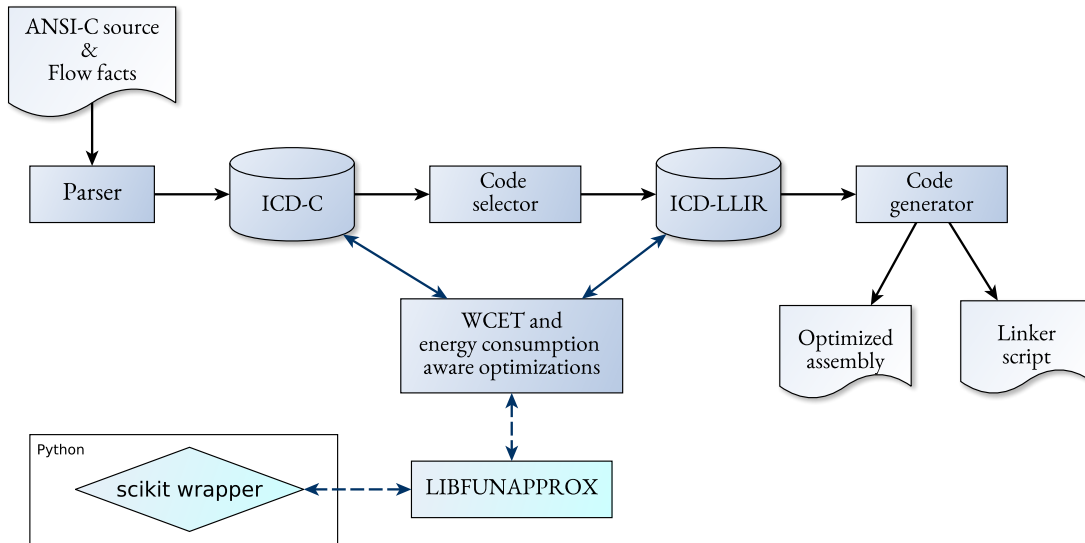 ANSI-C source
&
Flow facts
Parser
ICD-C
Code
selector
ICD-LLIR
Code
generator
WCET and
energy consumption
aware optimizations
Optimized
assembly
Linker
script
Python
scikit wrapper
LIBFUNAPPROX